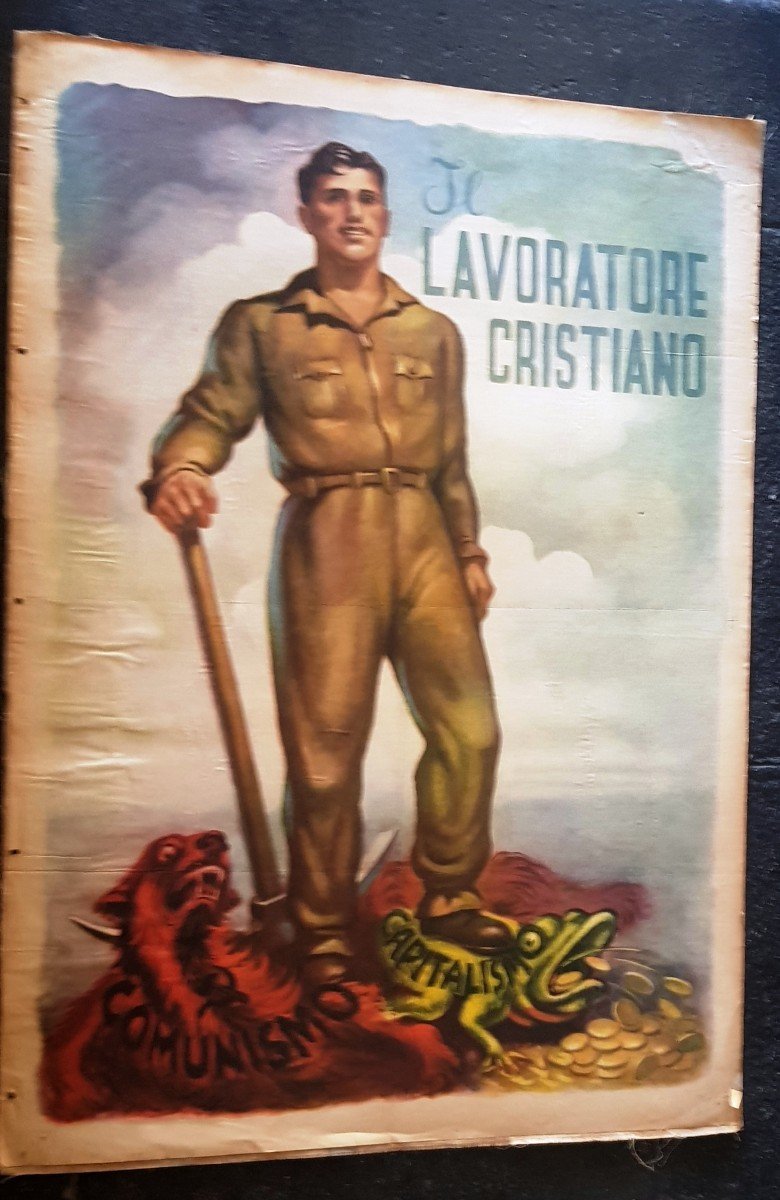 Il
LAVORATORE
CRISTIANO
COMUNISMO
CAPITALISMO